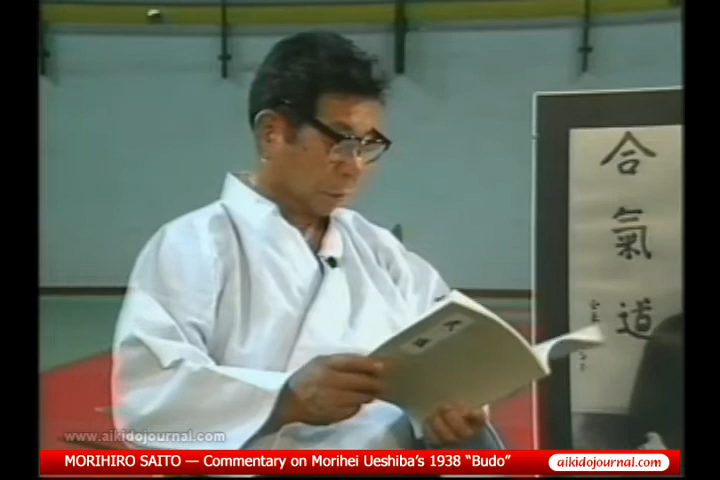 合
氣
道
www.aikidojournal.com
MORIHIRO SAITO — Commentary on Morihei Ueshiba's 1938 “Budo”
aikidojournal.com